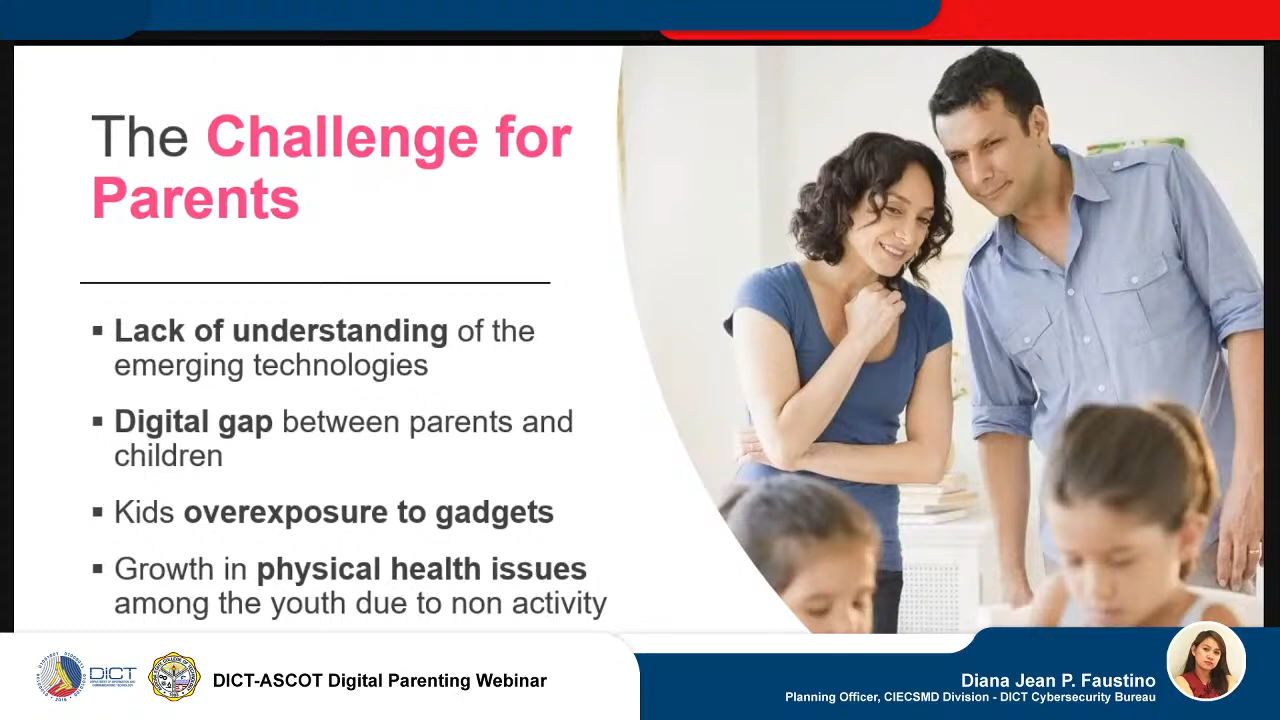 The Challenge for
Parents
▪ Lack of understanding of the
emerging technologies
▪ Digital gap between parents and
children
▪ Kids overexposure to gadgets
▪ Growth in physical health issues
among the youth due to non activity
DICT
DICT-ASCOT Digital Parenting Webinar
Diana Jean P. Faustino
Planning Officer, CIECSMD Division - DICT Cybersecurity Bureau